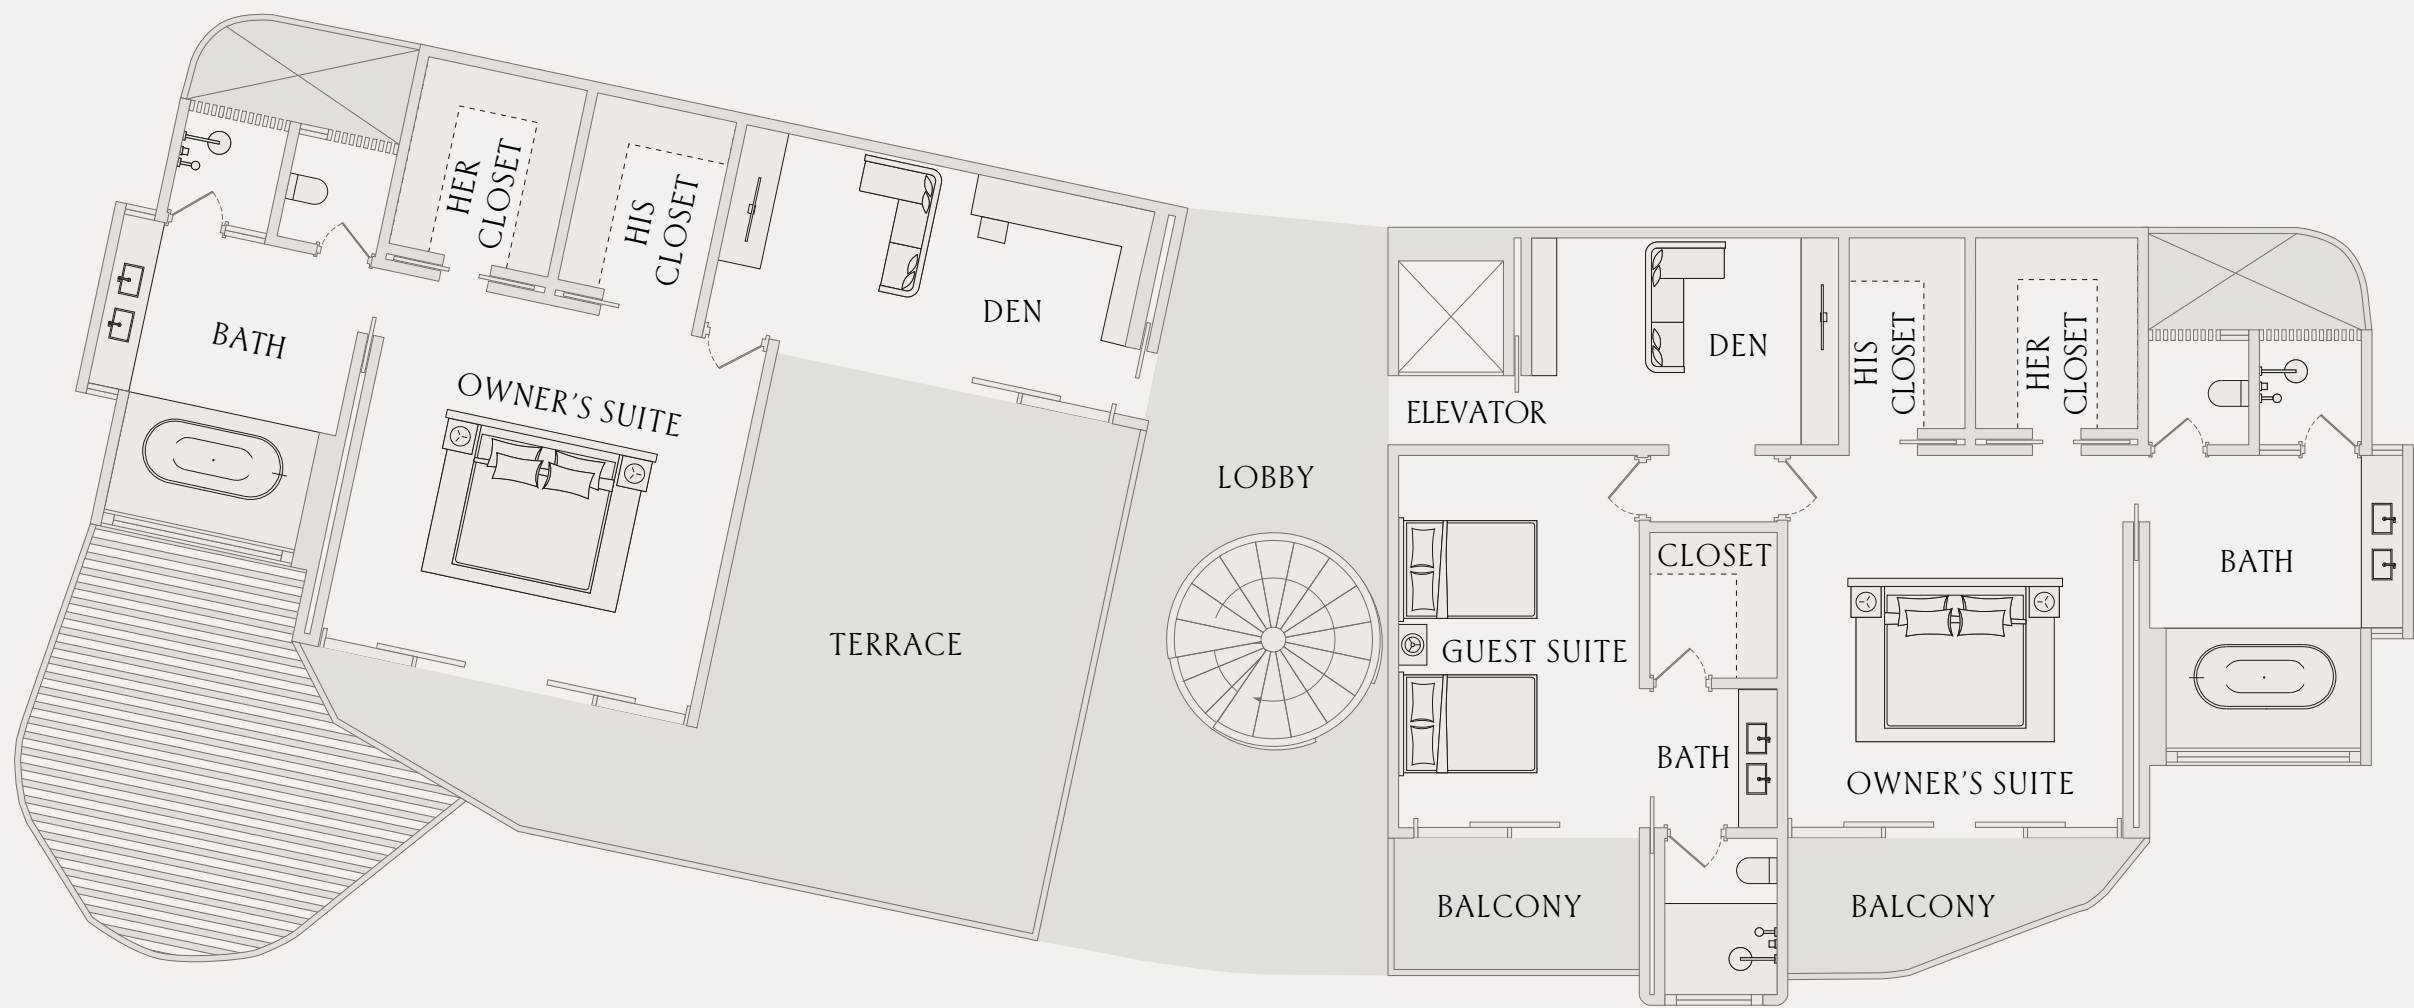 HER
CLOSET
HIS
CLOSET
DEN
BATH
OWNER'S SUITE
TERRACE
LOBBY
ELEVATOR
DEN
HIS
CLOSET
HER
CLOSET
CLOSET
BATH
GUEST SUITE
BATH
OWNER'S SUITE
BALCONY
BALCONY